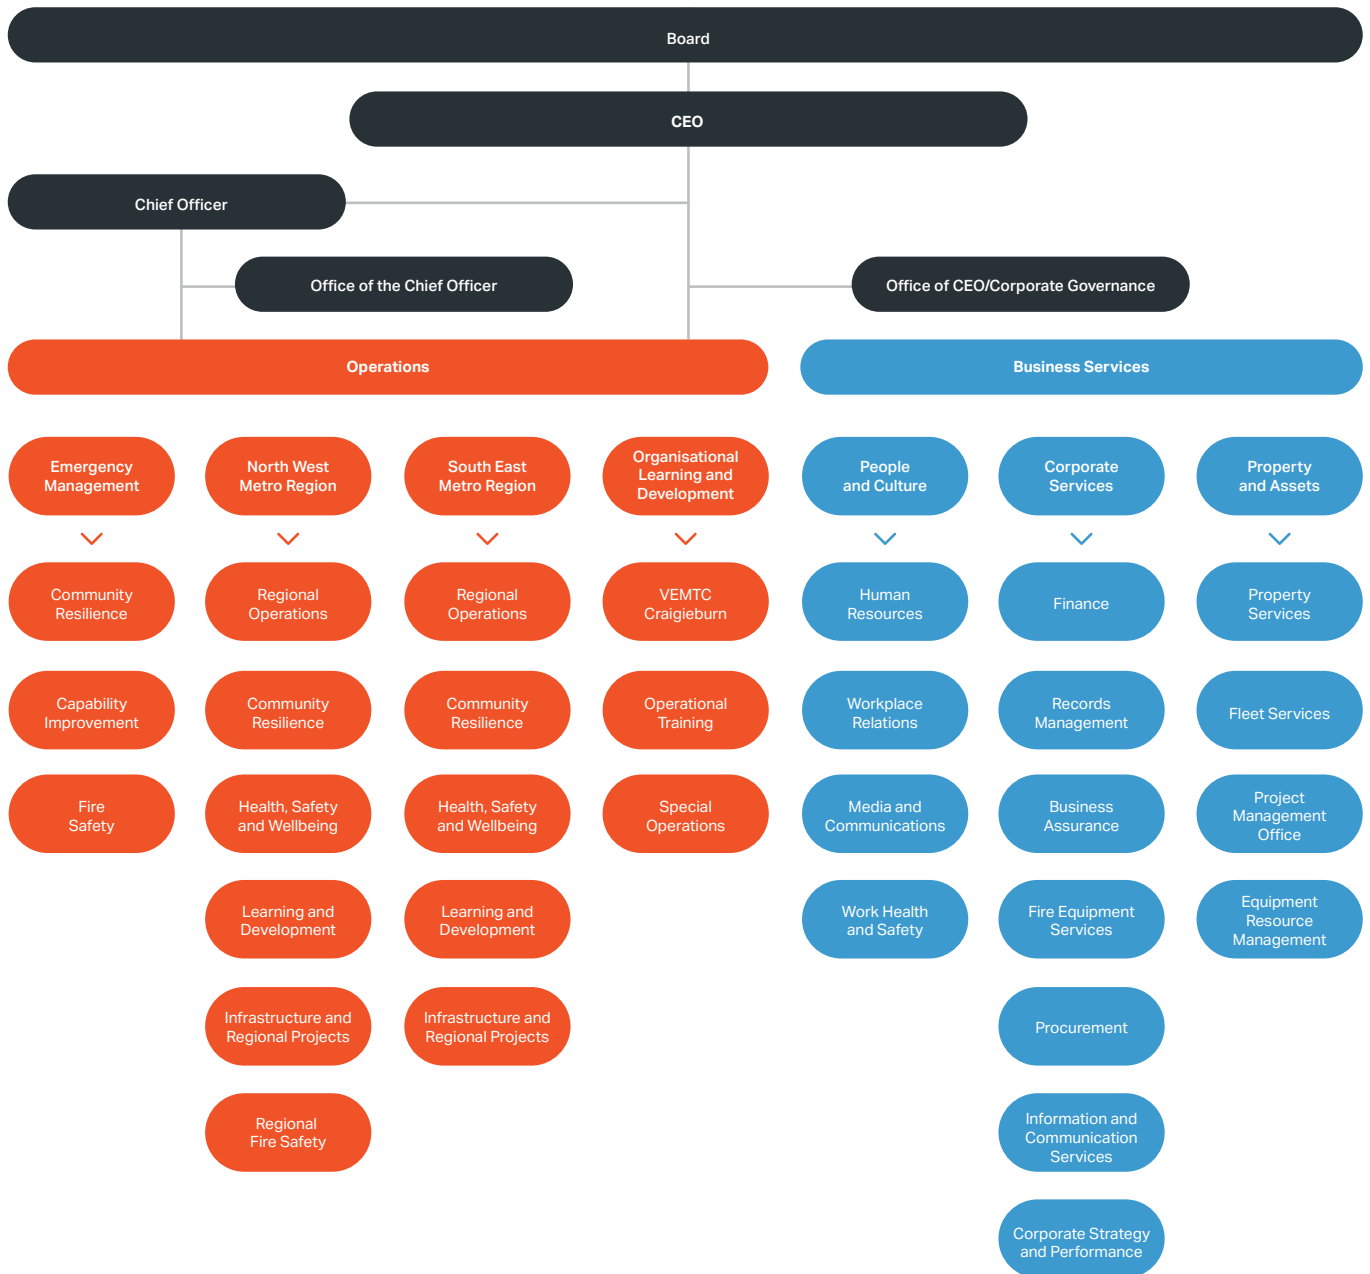 Board
CEO
Chief Officer
Office of the Chief Officer
Office of CEO/Corporate Governance
Operations
Business Services
Emergency
Management
North West
Metro Region
South East
Metro Region
Organisational
Learning and
Development
People
and Culture
Corporate
Services
Property
and Assets
Community
Resilience
Regional
Operations
Regional
Operations
VEMTC
Craigieburn
Human
Resources
Finance
Property
Services
Capability
Improvement
Community
Resilience
Community
Resilience
Operational
Training
Workplace
Relations
Records
Management
Fleet Services
Fire
Safety
Health, Safety
and Wellbeing
Health, Safety
and Wellbeing
Special
Operations
Media and
Communications
Business
Assurance
Project
Management
Office
Learning and
Development
Learning and
Development
Work Health
and Safety
Fire Equipment
Services
Equipment
Resource
Management
Infrastructure and
Regional Projects
Infrastructure and
Regional Projects
Procurement
Regional
Fire Safety
Information and
Communication
Services
Corporate Strategy
and Performance